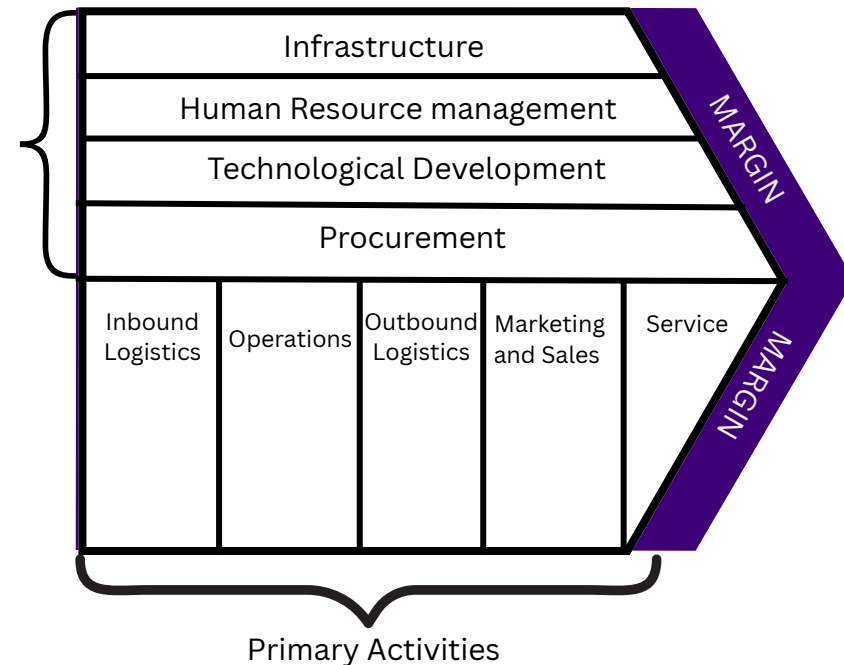 Infrastructure
Human Resource management
MARGIN
Technological Development
Procurement
Inbound
Logistics
Operations
Outbound
Logistics
Marketing
and Sales
Service
MARGIN
Primary Activities